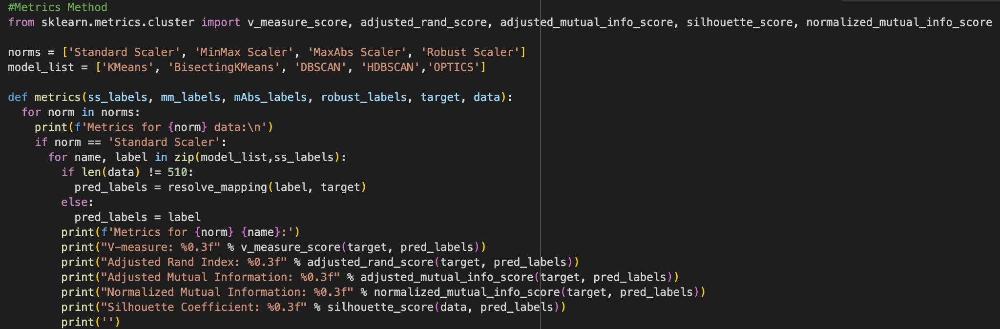 #Metrics Method
from sklearn.metrics.cluster import v_measure_score, adjusted_rand_score, adjusted_mutual_info_score, silhouette_score, normalized_mutual_info_score

norms = ['Standard Scaler', 'MinMax Scaler', 'MaxAbs Scaler', 'Robust Scaler']
model_list = ['KMeans', 'BisectingKMeans', 'DBSCAN', 'HDBSCAN','OPTICS']

def metrics(ss_labels, mm_labels, mAbs_labels, robust_labels, target, data):
  for norm in norms:
    print(f'Metrics for {norm} data:\n')
    if norm == 'Standard Scaler':
      for name, label in zip(model_list,ss_labels):
        if len(data) != 510:
          pred_labels = resolve_mapping(label, target)
        else:
          pred_labels = label
        print(f'Metrics for {norm} {name}:')
        print("V-measure: %0.3f" % v_measure_score(target, pred_labels))
        print("Adjusted Rand Index: %0.3f" % adjusted_rand_score(target, pred_labels))
        print("Adjusted Mutual Information: %0.3f" % adjusted_mutual_info_score(target, pred_labels))
        print("Normalized Mutual Information: %0.3f" % normalized_mutual_info_score(target, pred_labels))
        print("Silhouette Coefficient: %0.3f" % silhouette_score(data, pred_labels))
        print('')